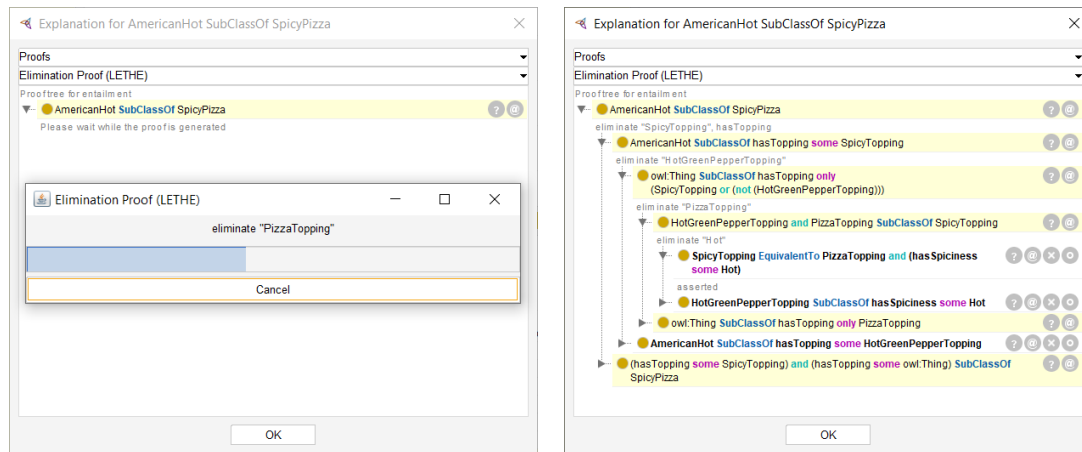 Explanation for AmericanHot SubClassOf SpicyPizza
Proofs
Elimination Proof (LETHE)
Proof tree for entailment
AmericanHot SubClassOf SpicyPizza
Please wait while the proof is generated
Elimination Proof (LETHE)
eliminate "PizzaTopping"
Cancel
OK
Explanation for AmericanHot SubClassOf SpicyPizza
Proofs
Elimination Proof (LETHE)
Proof tree for entailment
AmericanHot SubClassOf SpicyPizza
? @
eliminate "SpicyTopping", hasTopping
AmericanHot SubClassOf hasTopping some SpicyTopping
? @
eliminate "HotGreenPepperTopping"
owl:Thing SubClassOf hasTopping only
(SpicyTopping or (not (HotGreenPepperTopping)))
? @
eliminate "PizzaTopping"
HotGreenPepperTopping and PizzaTopping SubClassOf SpicyTopping
? @
eliminate "Hot"
SpicyTopping EquivalentTo PizzaTopping and (hasSpiciness
some Hot)
? @
asserted
HotGreenPepperTopping SubClassOf hasSpiciness some Hot
? @
owl:Thing SubClassOf hasTopping only PizzaTopping
? @
AmericanHot SubClassOf hasTopping some HotGreenPepperTopping
? @
(hasTopping some SpicyTopping) and (hasTopping some owl:Thing) SubClassOf
SpicyPizza
? @
OK